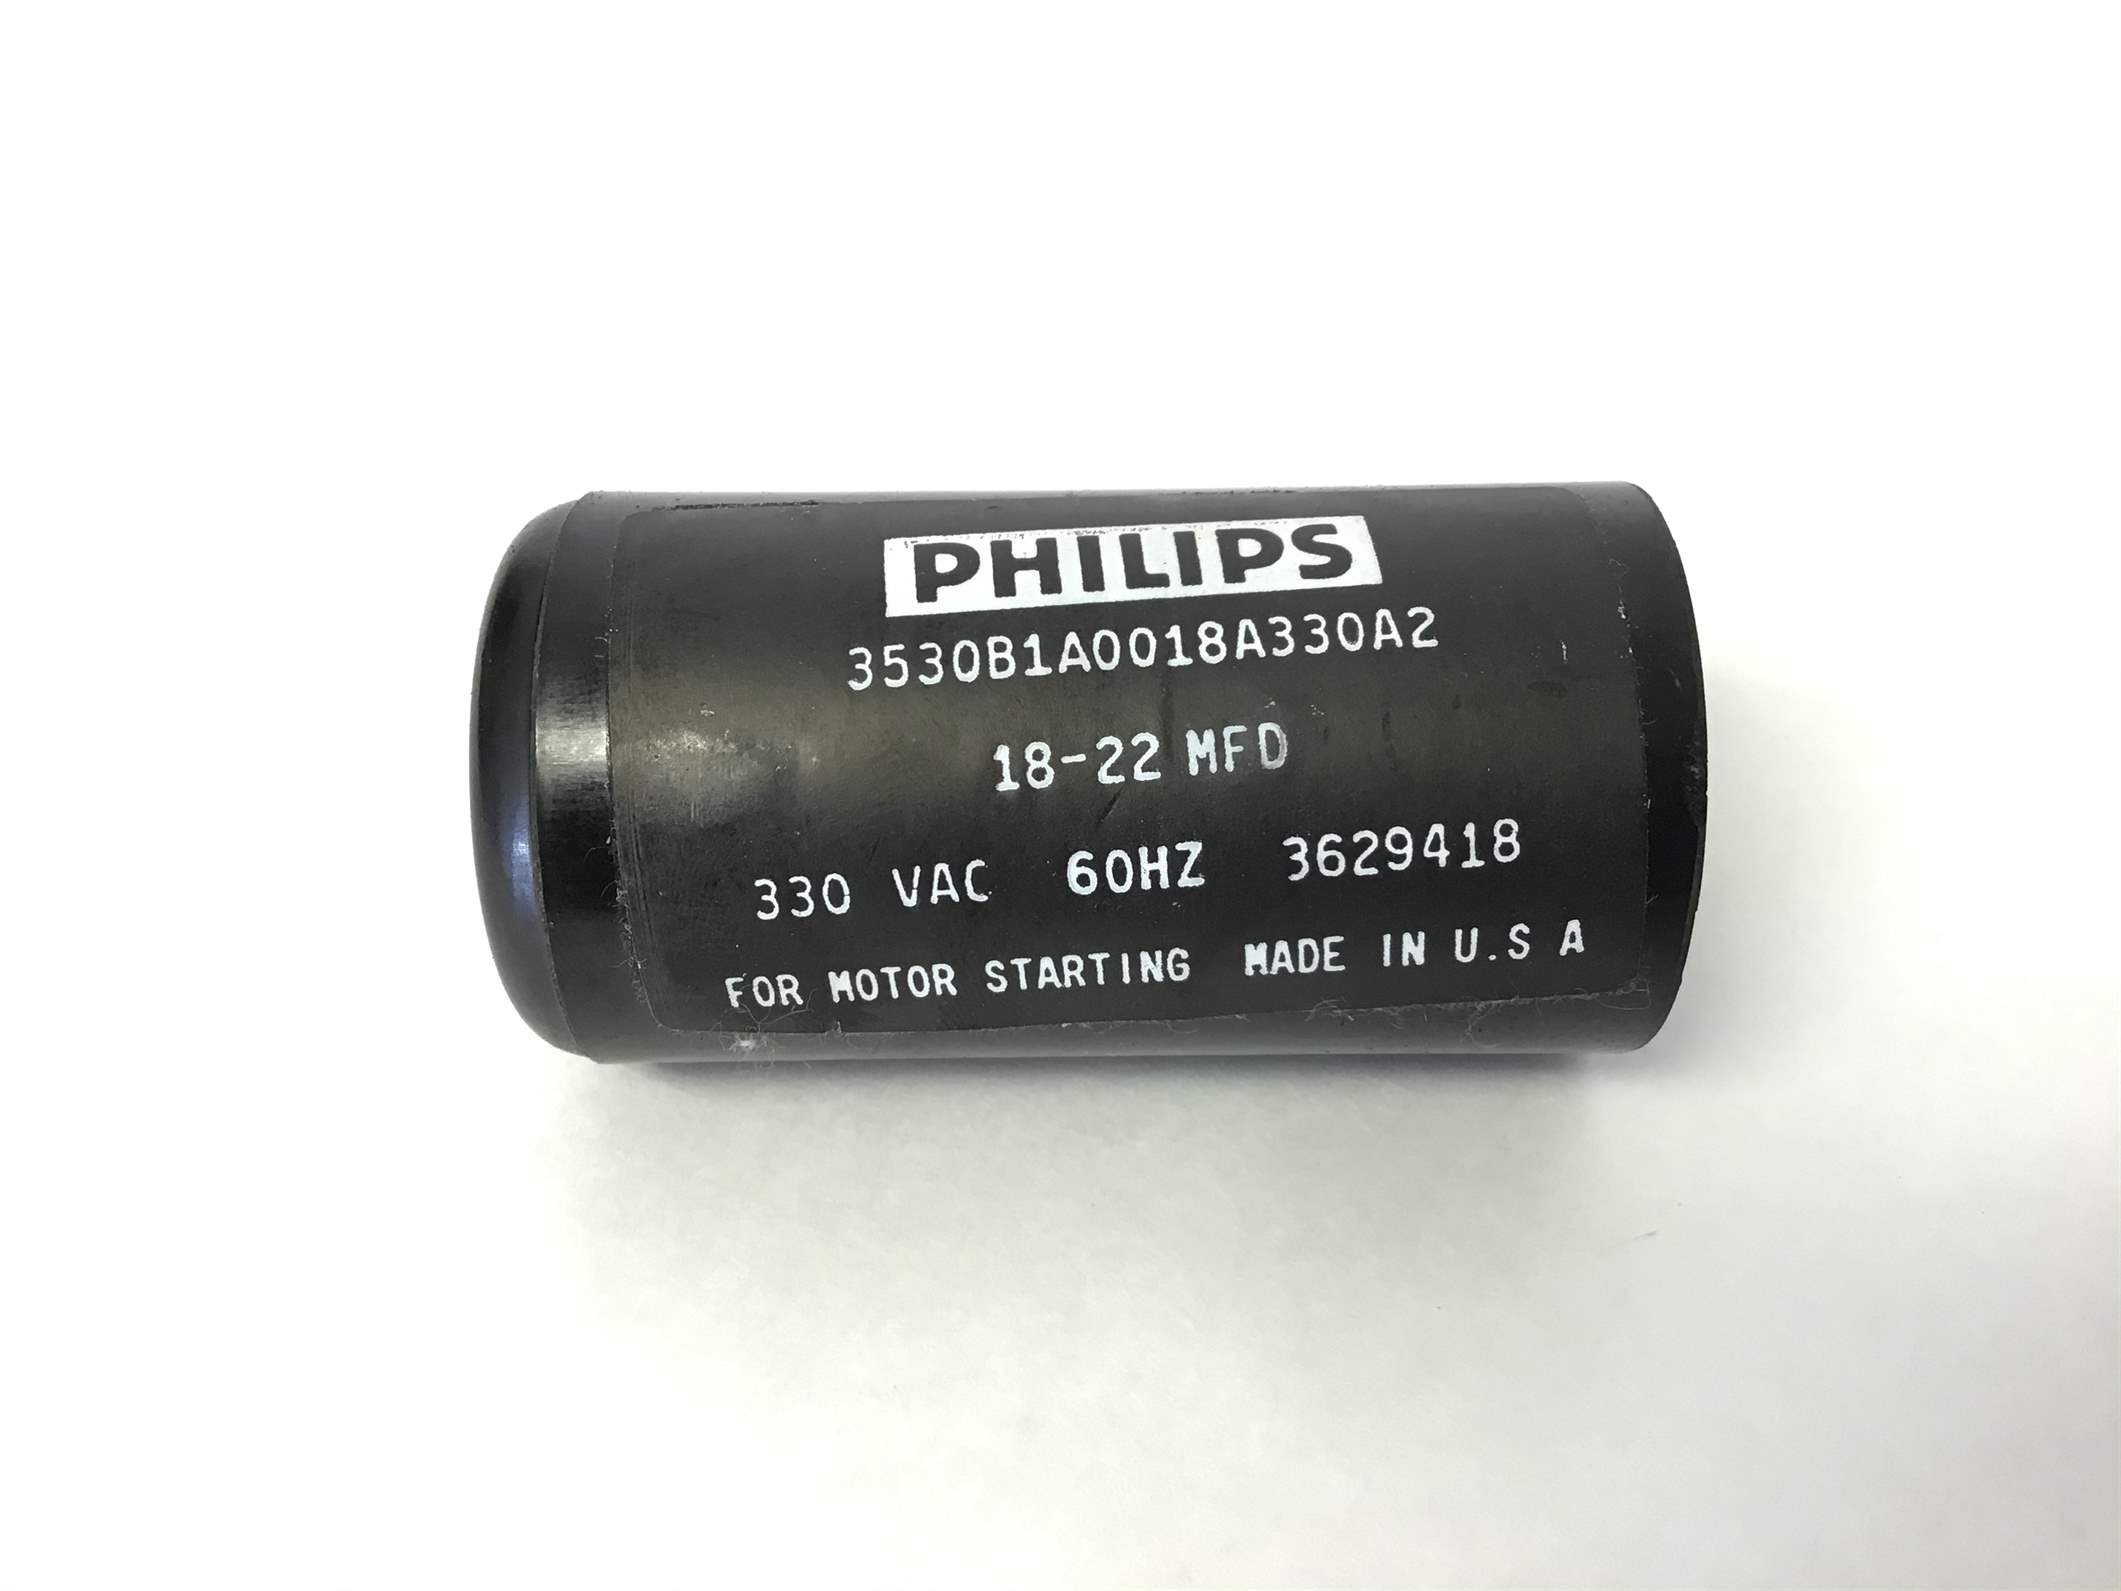 PHILIPS
3530B1A0018A330A2
18-22 MFD
330 VAC 60HZ 3629418
FOR MOTOR STARTING MADE IN U.S A